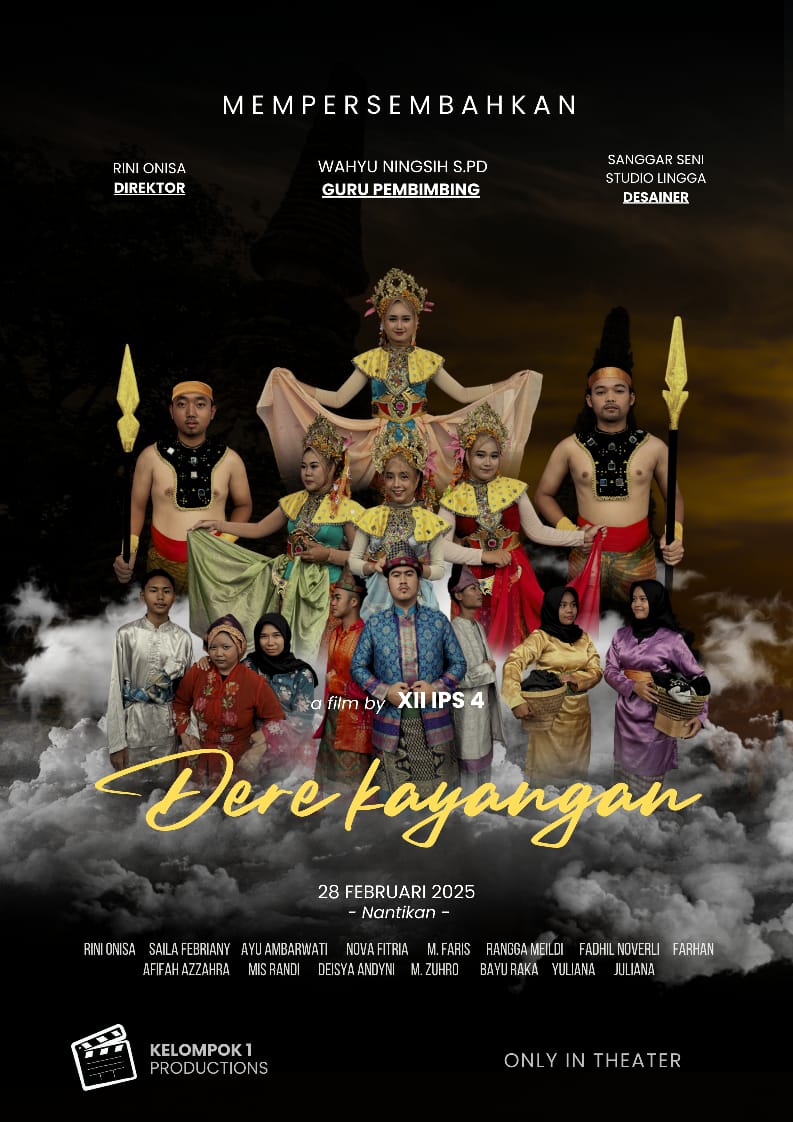 MEMPERSEMBAHKAN
RINI ONISA
DIREKTOR
WAHYU NINGSIH S.PD
GURU PEMBIMBING
SANGGAR SENI
STUDIO LINGGA
DESAINER
a film by XII IPS 4
Dere kayangan
28 FEBRUARI 2025
- Nantikan -
RINI ONISA SAILA FEBRIANY AYU AMBARWATI NOVA FITRIA M. FARIS RANGGA MEILDI FADHIL NOVERLI FARHAN
AFIFAH AZZAHRA MIS RANDI DEISYA ANDYNI M. ZUHRO BAYU RAKA YULIANA JULIANA
KELOMPOK 1
PRODUCTIONS
ONLY IN THEATER